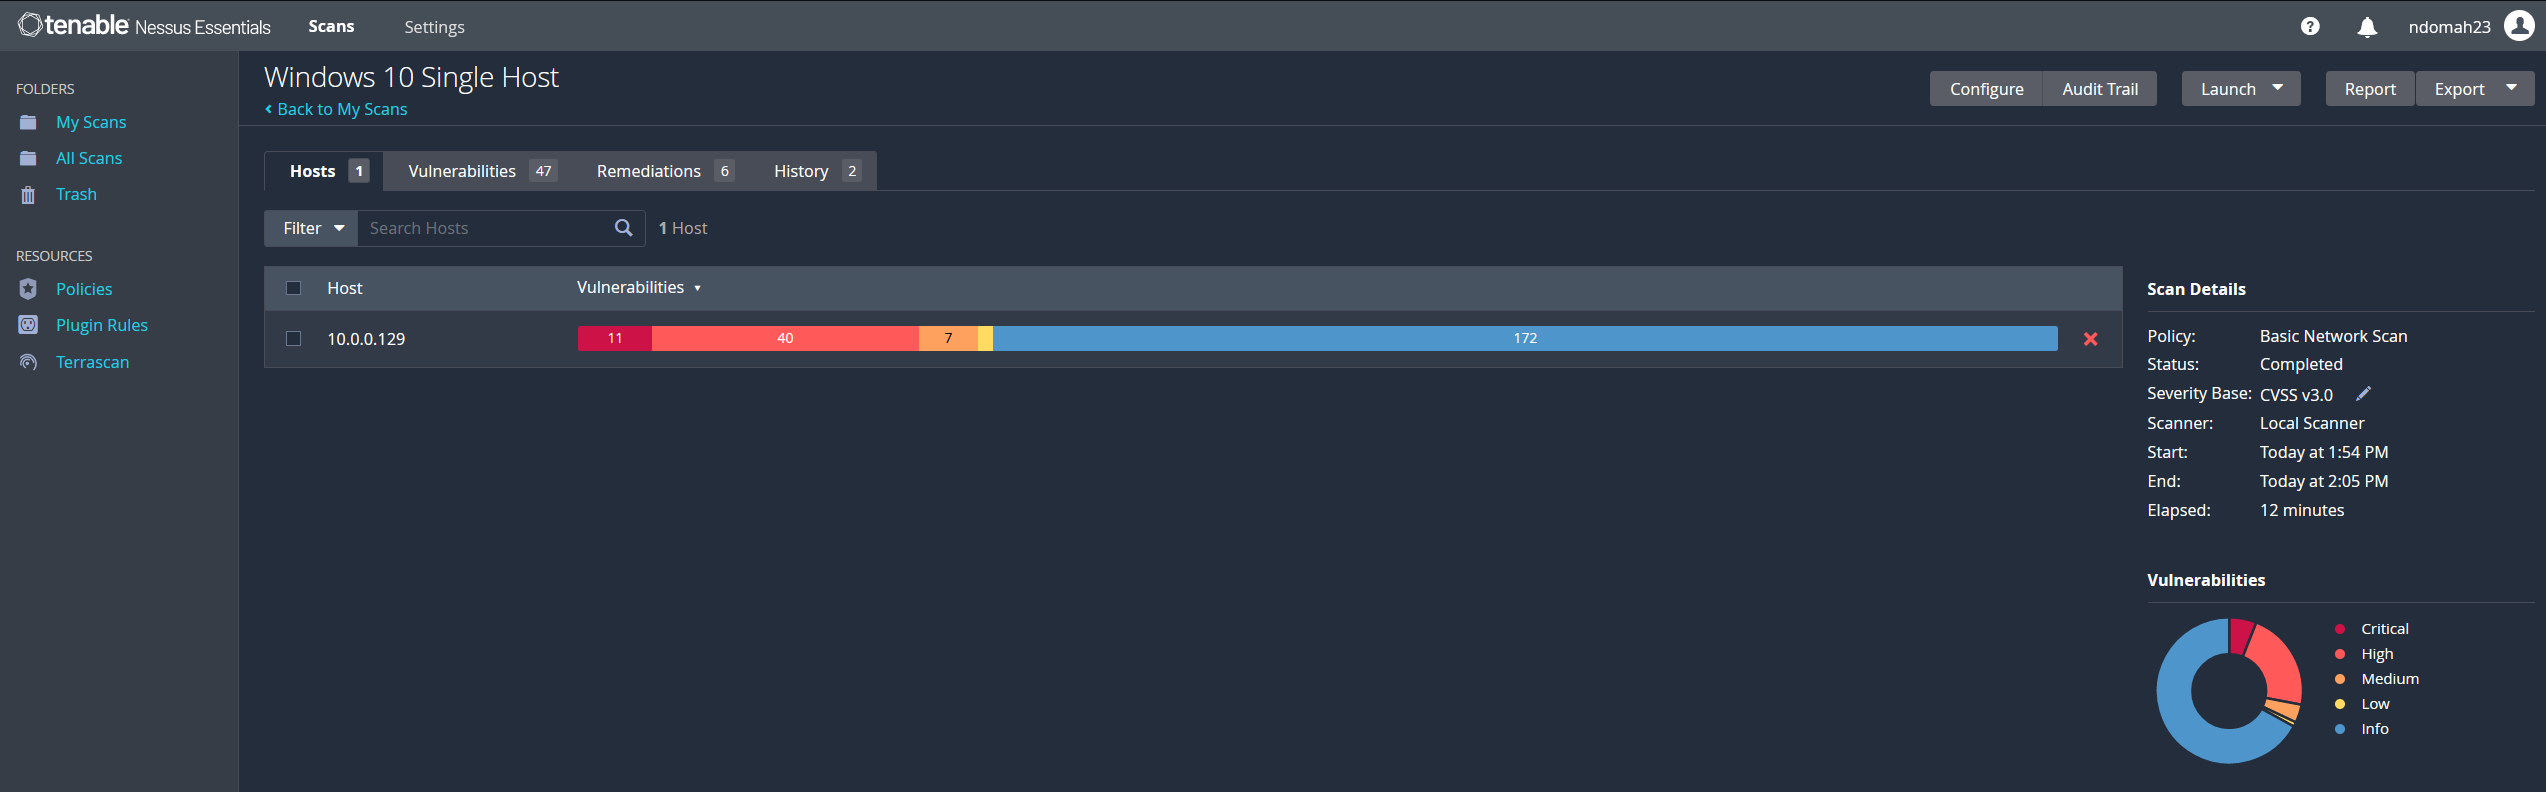 tenable Nessus Essentials Scans Settings ? ndomah23
FOLDERS
My Scans
All Scans
Trash
RESOURCES
Policies
Plugin Rules
Terrascan
Windows 10 Single Host
Back to My Scans
Configure Audit Trail Launch Report Export
Hosts 1 Vulnerabilities 47 Remediations 6 History 2
Filter Search Hosts 1 Host
Host Vulnerabilities
10.0.0.129 11 40 7 172
Scan Details
Policy: Basic Network Scan
Status: Completed
Severity Base: CVSS v3.0
Scanner: Local Scanner
Start: Today at 1:54 PM
End: Today at 2:05 PM
Elapsed: 12 minutes
Vulnerabilities
Critical
High
Medium
Low
Info